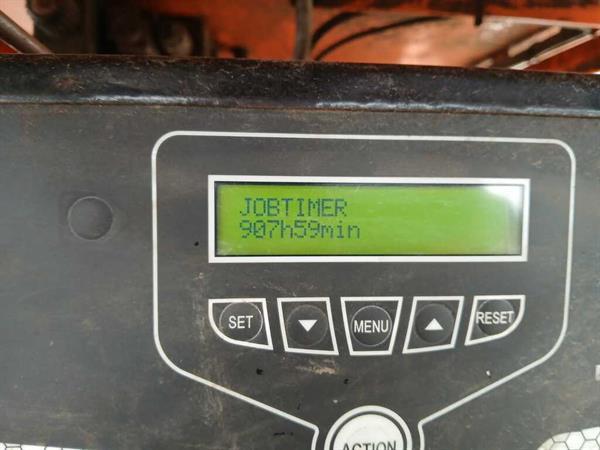 JOBTIMER
907h59min
SET
MENU
RESET
ACTION